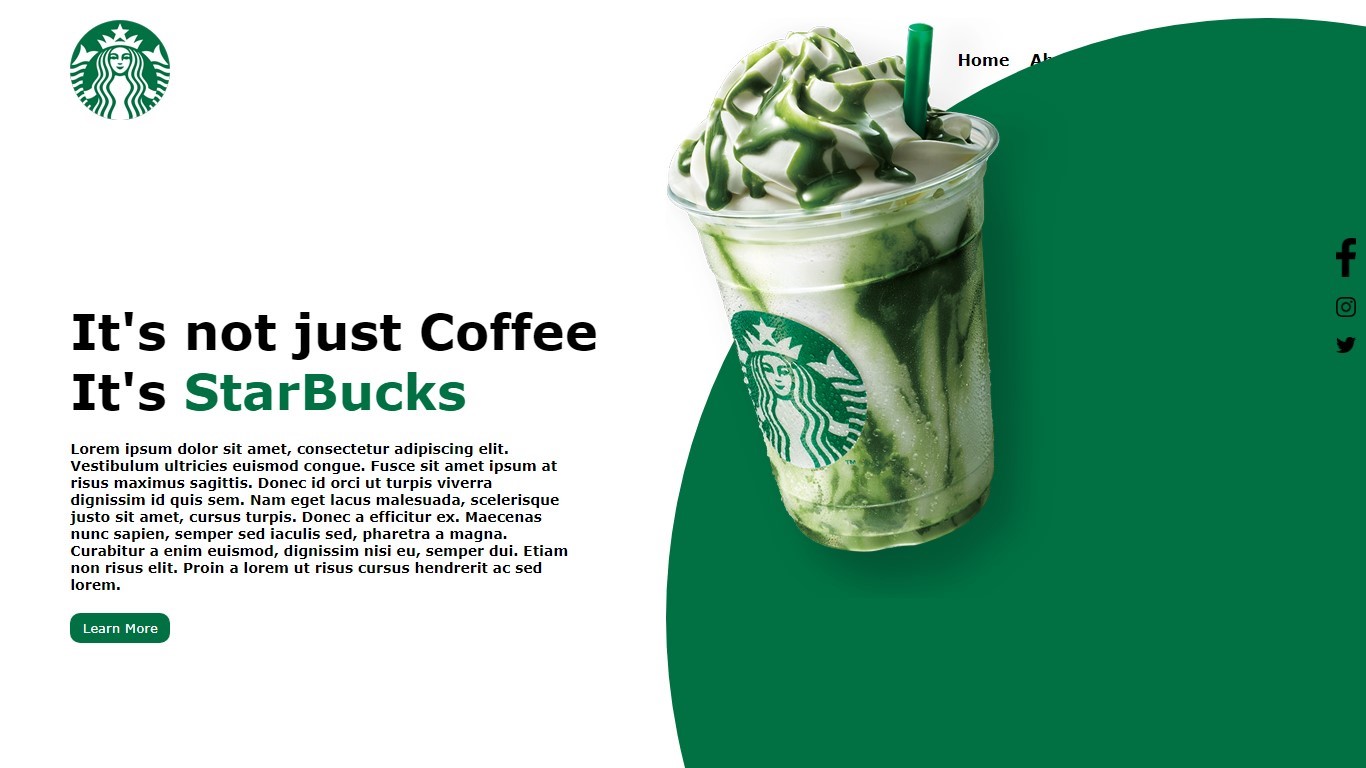 Home
It's not just Coffee
It's StarBucks
Lorem ipsum dolor sit amet, consectetur adipiscing elit.
Vestibulum ultricies euismod congue. Fusce sit amet ipsum at
risus maximus sagittis. Donec id orci ut turpis viverra
dignissim id quis sem. Nam eget lacus malesuada, scelerisque
justo sit amet, cursus turpis. Donec a efficitur ex. Maecenas
nunc sapien, semper sed iaculis sed, pharetra a magna.
Curabitur a enim euismod, dignissim nisi eu, semper dui. Etiam
non risus elit. Proin a lorem ut risus cursus hendrerit ac sed
lorem.
Learn More
TM